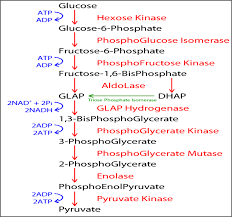 Glucose
ATP
ADP
Hexose Kinase
Glucose-6-Phosphate
PhosphoGlucose Isomerase
Fructose-6-Phosphate
ATP
ADP
PhosphoFructose Kinase
Fructose-1,6-BisPhosphate
AldoLase
GLAP
DHAP
Triose Phosphate Isomerase
2NAD⁺ + 2Pi
2NADH
GLAP Hydrogenase
1,3-BisPhosphoGlycerate
2ADP
2ATP
PhosphoGlycerate Kinase
3-PhosphoGlycerate
PhosphoGlycerate Mutase
2-PhosphoGlycerate
Enolase
PhosphoEnolPyruvate
2ADP
2ATP
Pyruvate Kinase
Pyruvate